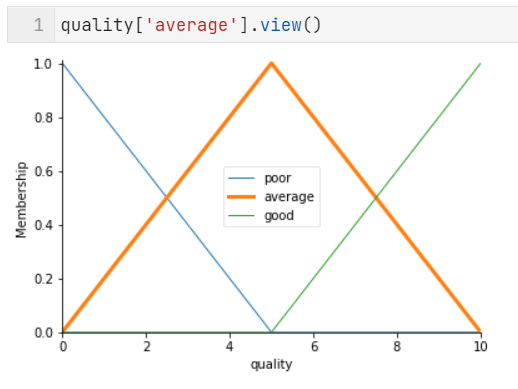 1 quality['average'].view()
1.0
0.8
0.6
0.4
0.2
0.0
Membership
poor
average
good
0 2 4 6 8 10
quality